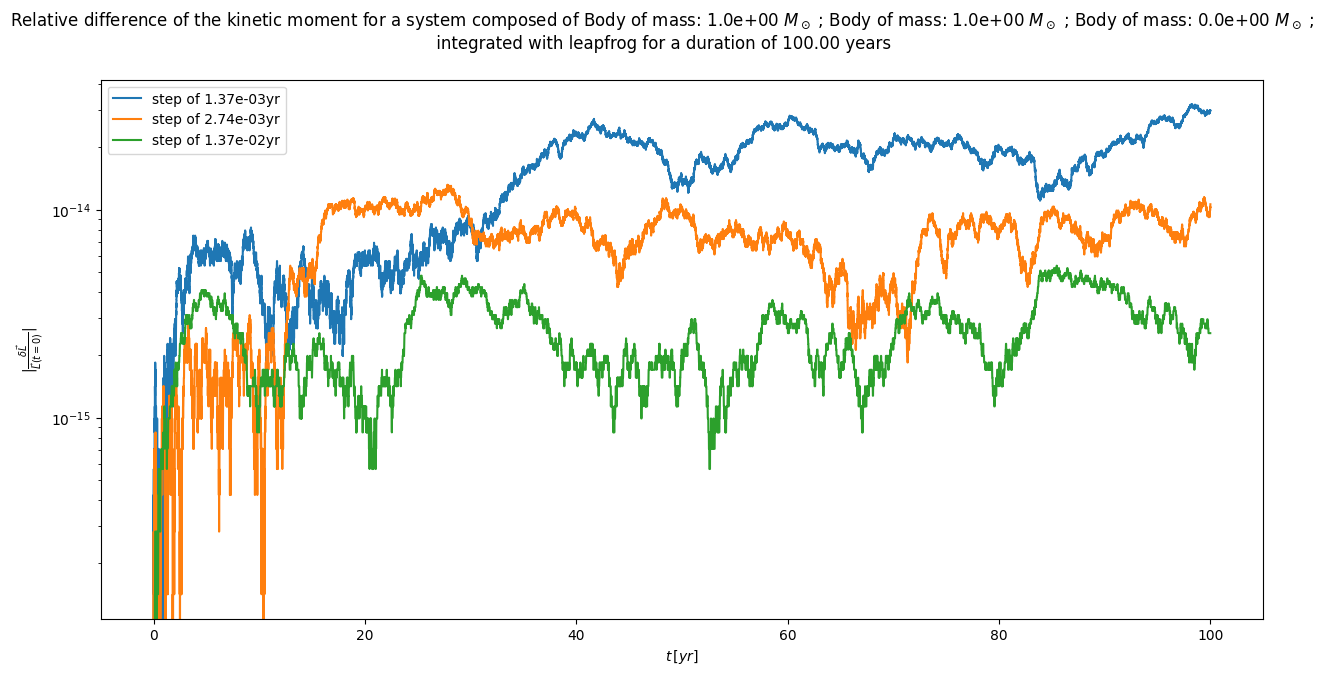 Relative difference of the kinetic moment for a system composed of Body of mass: 1.0e+00 $M_\odot$ ; Body of mass: 1.0e+00 $M_\odot$ ; Body of mass: 0.0e+00 $M_\odot$ ;
integrated with leapfrog for a duration of 100.00 years
step of 1.37e-03yr
step of 2.74e-03yr
step of 1.37e-02yr
$10^{-14}$
$10^{-15}$
$|\frac{\delta \vec{L}}{\vec{L}(t=0)}|$
0 20 40 60 80 100
$t\,[yr]$